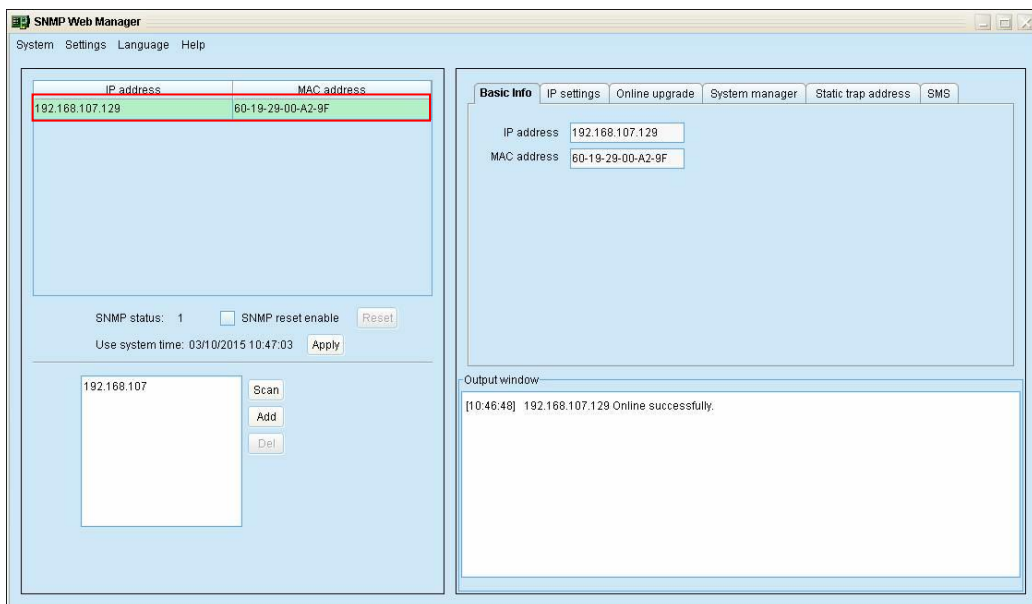 SNMP Web Manager
System Settings Language Help
IP address MAC address
192.168.107.129 60-19-29-00-A2-9F
SNMP status: 1 SNMP reset enable Reset
Use system time: 03/10/2015 10:47:03 Apply
192.168.107
Scan
Add
Del
Basic Info IP settings Online upgrade System manager Static trap address SMS
IP address 192.168.107.129
MAC address 60-19-29-00-A2-9F
Output window
[10:46:48] 192.168.107.129 Online successfully.